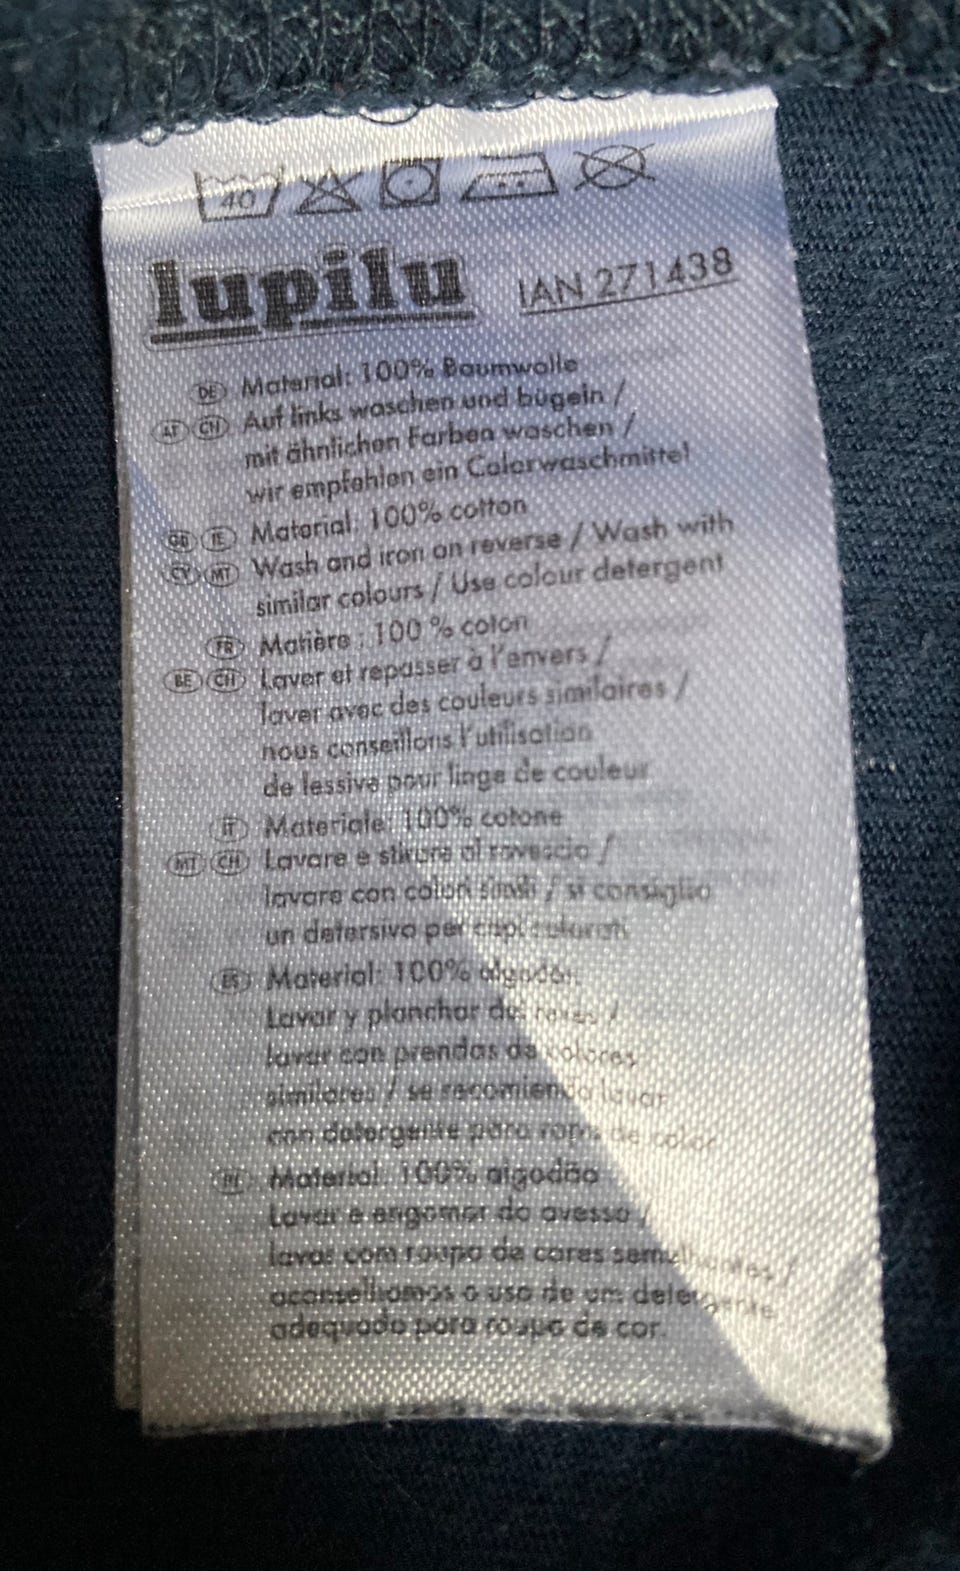 40
lupilu IAN 271438
DE Material: 100% Baumwolle
AT CH Auf links waschen und bügeln /
mit ähnlichen Farben waschen /
wir empfehlen ein Colorwaschmittel
GB IE Material: 100% cotton
CY MT Wash and iron on reverse / Wash with
similar colours / Use colour detergent
FR Matière : 100 % coton
BE CH Laver et repasser à l'envers /
laver avec des couleurs similaires /
nous conseillons l'utilisation
de lessive pour linge de couleur
IT Materiale: 100% cotone
MT CH Lavare e stirare al rovescio /
lavare con colori simili / si consiglia
un detersivo per capi colorati
ES Material: 100% algodón
Lavar y planchar del revés /
lavar con prendas de colores
similares / se recomienda lavar
con detergente para ropa de color
PT Material: 100% algodão
Lavar e engomar do avesso /
lavar com roupa de cores semelhantes /
aconselhamos o uso de um detergente
adequado para roupa de cor.